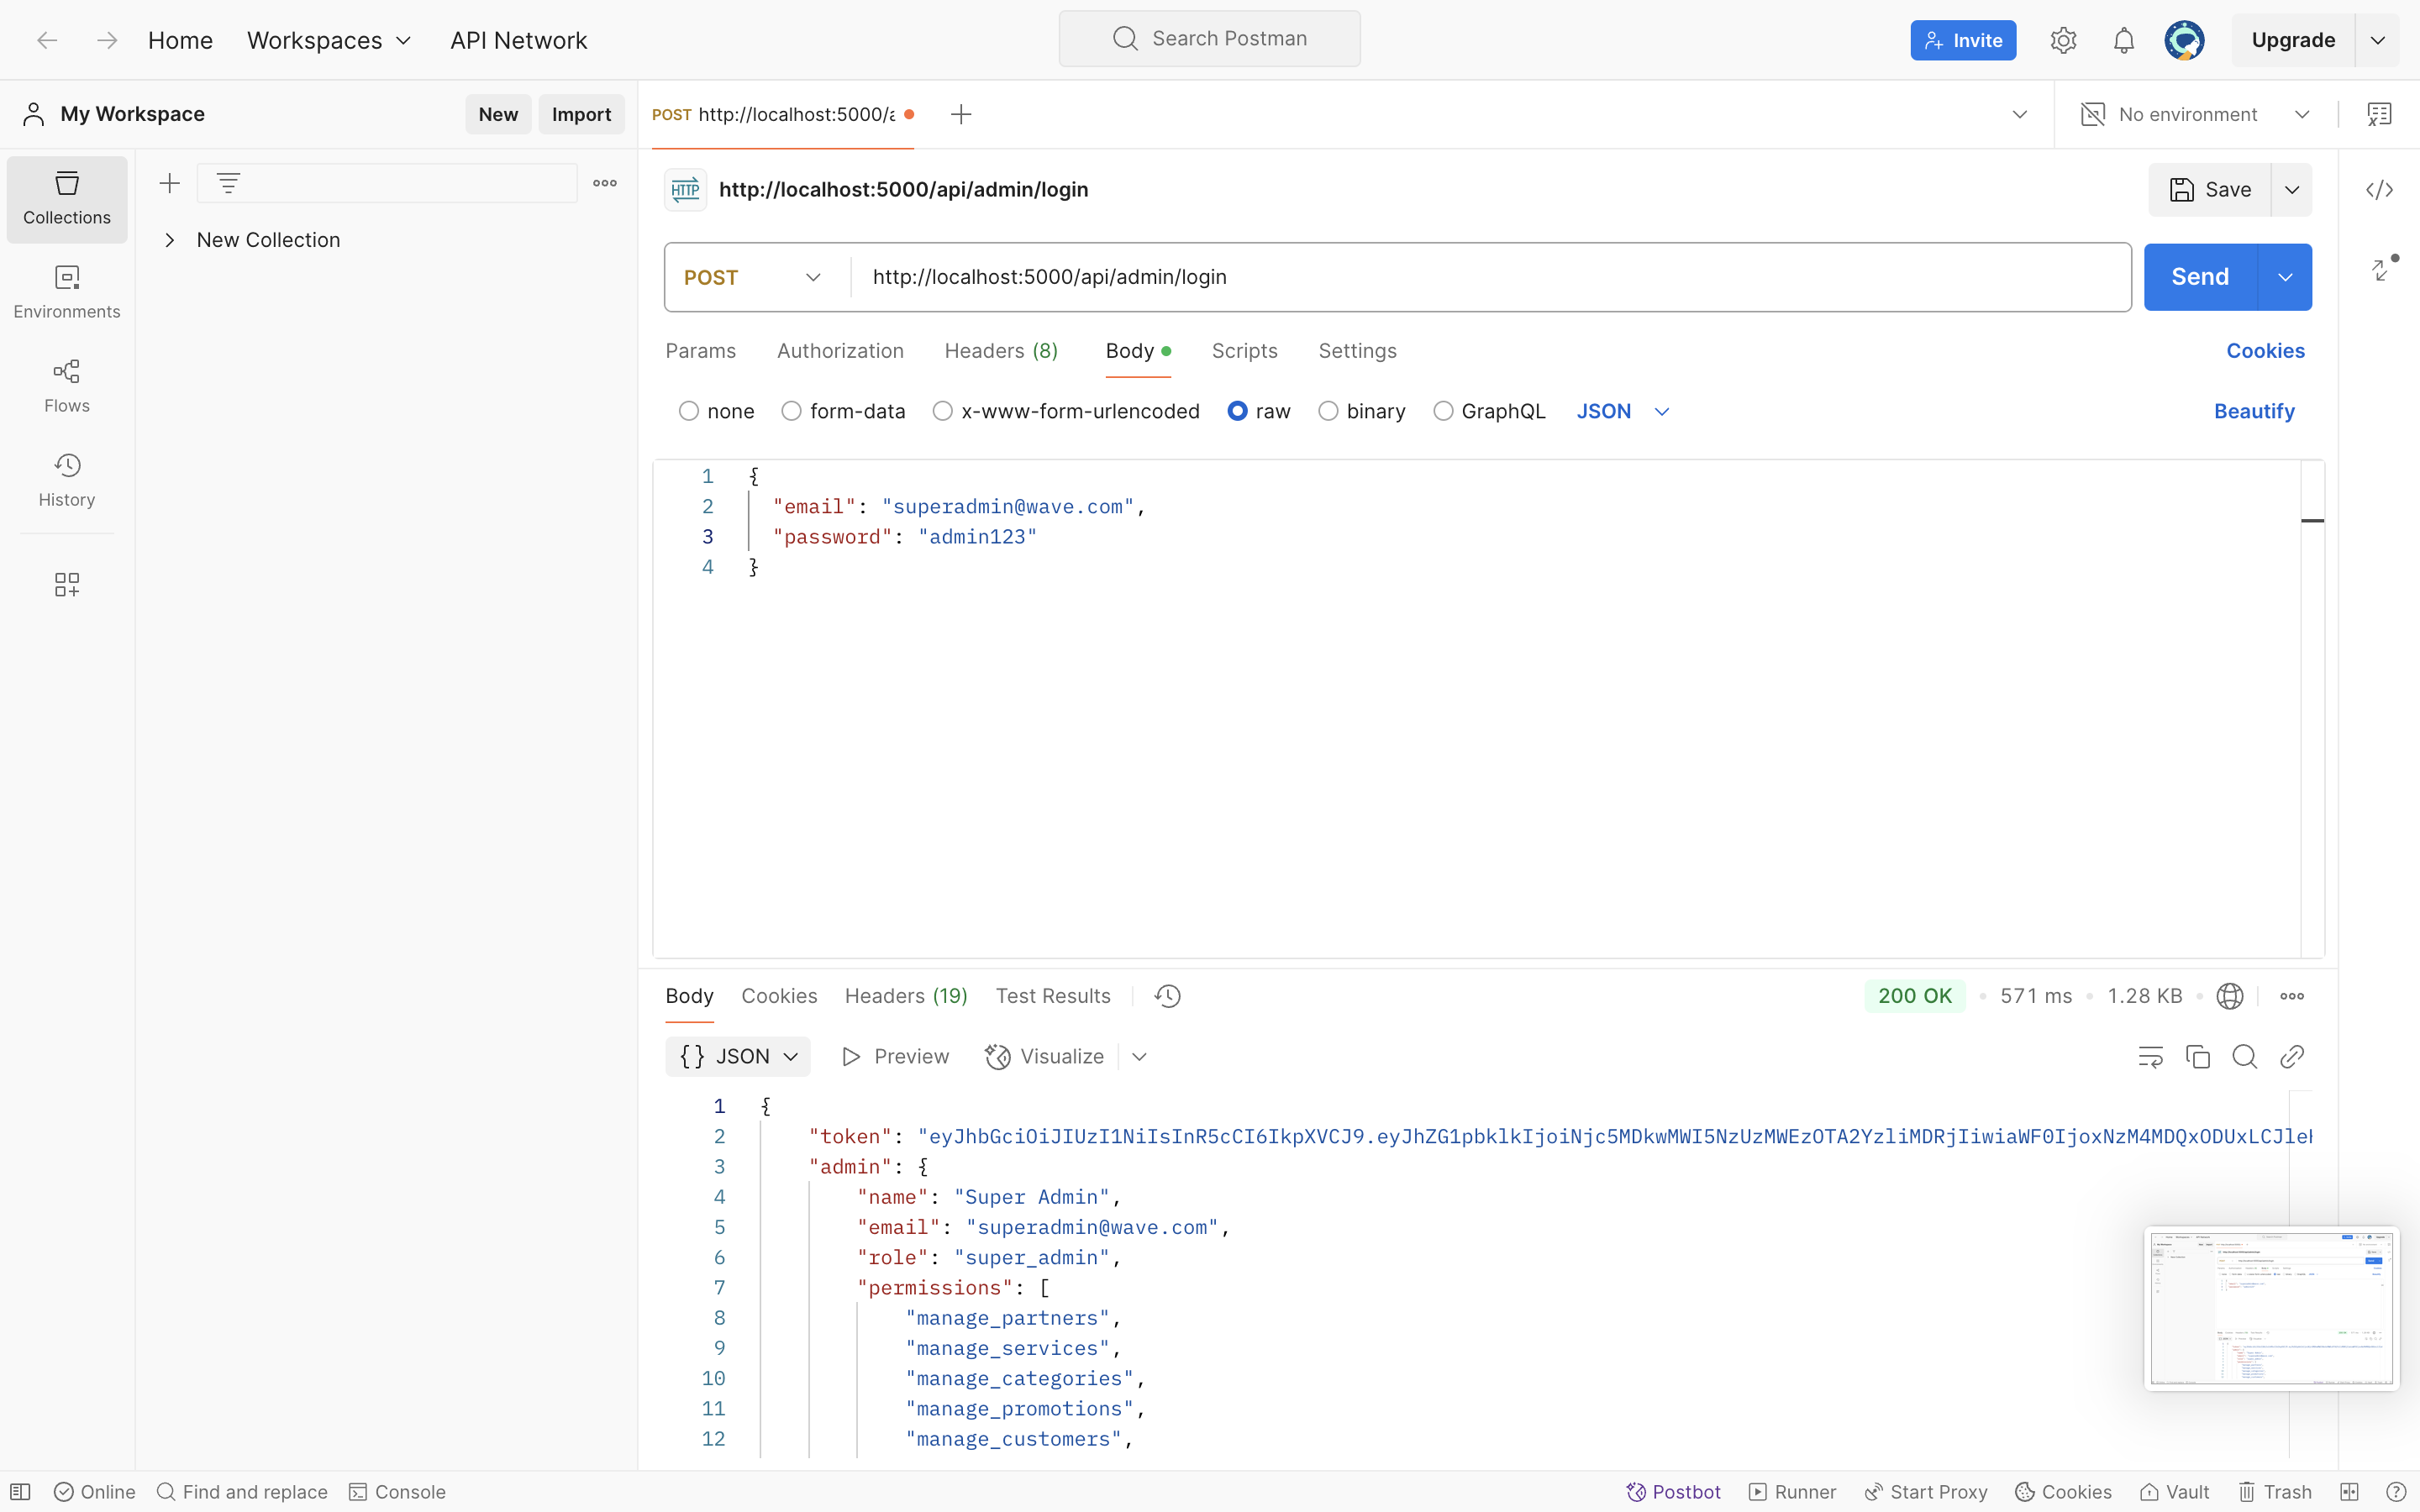 Home Workspaces API Network Search Postman Invite Upgrade
My Workspace New Import POST http://localhost:5000/a No environment
Collections
Environments
Flows
History
New Collection
HTTP http://localhost:5000/api/admin/login Save
POST http://localhost:5000/api/admin/login Send
Params Authorization Headers (8) Body Scripts Settings Cookies
none form-data x-www-form-urlencoded raw binary GraphQL JSON Beautify
1 {
2 "email": "superadmin@wave.com",
3 "password": "admin123"
4 }
Body Cookies Headers (19) Test Results 200 OK 571 ms 1.28 KB
{} JSON Preview Visualize
1 {
2 "token": "eyJhbGciOiJIUzI1NiIsInR5cCI6IkpXVCJ9.eyJhZG1pbklkIjoiNjc5MDkwMWI5NzUzMWEzOTA2YzliMDRjIiwiaWF0IjoxNzM4MDQxODUxLCJleH
3 "admin": {
4 "name": "Super Admin",
5 "email": "superadmin@wave.com",
6 "role": "super_admin",
7 "permissions": [
8 "manage_partners",
9 "manage_services",
10 "manage_categories",
11 "manage_promotions",
12 "manage_customers",
Online Find and replace Console Postbot Runner Start Proxy Cookies Vault Trash